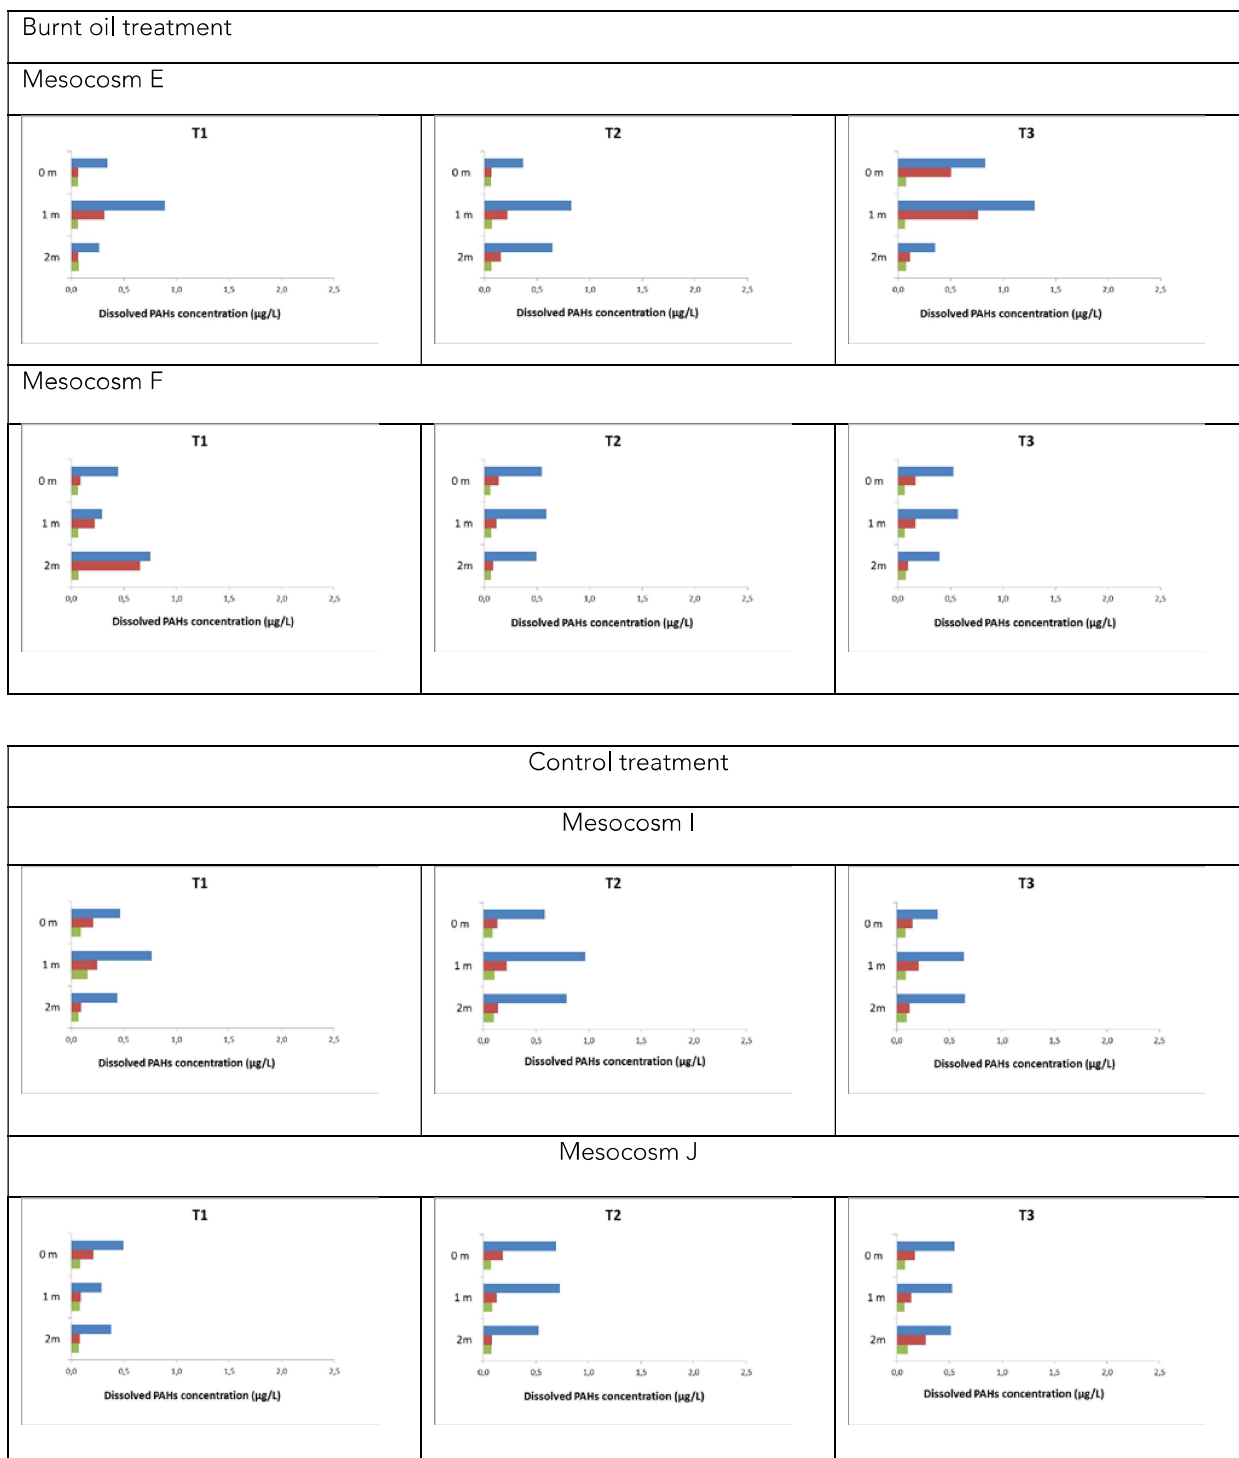 Burnt oil treatment
Mesocosm E
T1
0 m
1 m
2m
0,0 0,5 1,0 1,5 2,0 2,5
Dissolved PAHs concentration (µg/L)
T2
0 m
1 m
2m
0,0 0,5 1,0 1,5 2,0 2,5
Dissolved PAHs concentration (µg/L)
T3
0 m
1 m
2m
0,0 0,5 1,0 1,5 2,0 2,5
Dissolved PAHs concentration (µg/L)
Mesocosm F
T1
0 m
1 m
2m
0,0 0,5 1,0 1,5 2,0 2,5
Dissolved PAHs concentration (µg/L)
T2
0 m
1 m
2m
0,0 0,5 1,0 1,5 2,0 2,5
Dissolved PAHs concentration (µg/L)
T3
0 m
1 m
2m
0,0 0,5 1,0 1,5 2,0 2,5
Dissolved PAHs concentration (µg/L)
Control treatment
Mesocosm I
T1
0 m
1 m
2m
0,0 0,5 1,0 1,5 2,0 2,5
Dissolved PAHs concentration (µg/L)
T2
0 m
1 m
2m
0,0 0,5 1,0 1,5 2,0 2,5
Dissolved PAHs concentration (µg/L)
T3
0 m
1 m
2m
0,0 0,5 1,0 1,5 2,0 2,5
Dissolved PAHs concentration (µg/L)
Mesocosm J
T1
0 m
1 m
2m
0,0 0,5 1,0 1,5 2,0 2,5
Dissolved PAHs concentration (µg/L)
T2
0 m
1 m
2m
0,0 0,5 1,0 1,5 2,0 2,5
Dissolved PAHs concentration (µg/L)
T3
0 m
1 m
2m
0,0 0,5 1,0 1,5 2,0 2,5
Dissolved PAHs concentration (µg/L)